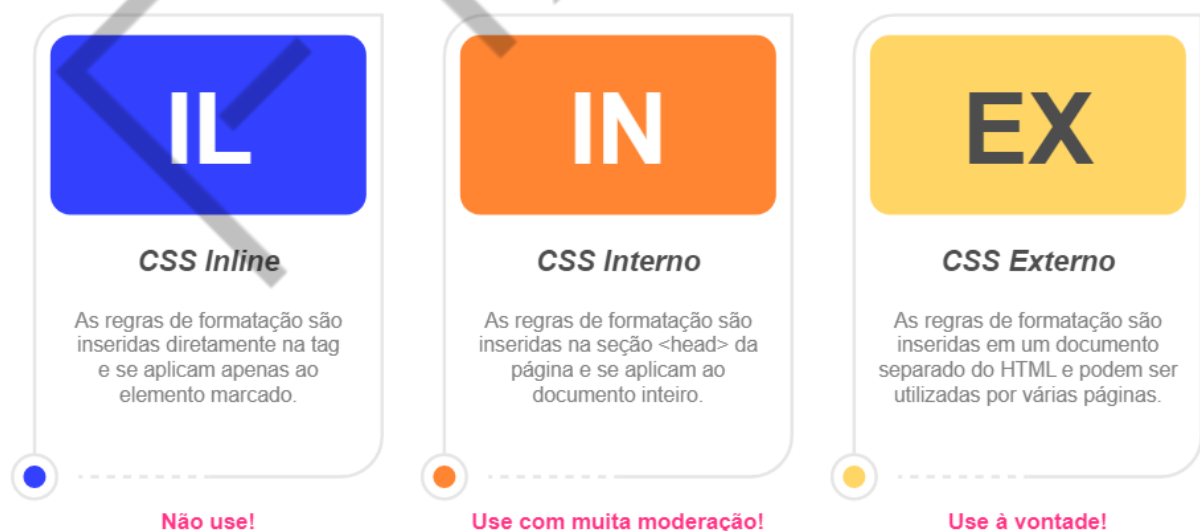 IL
CSS Inline
As regras de formatação são
inseridas diretamente na tag
e se aplicam apenas ao
elemento marcado.
Não use!
IN
CSS Interno
As regras de formatação são
inseridas na seção <head> da
página e se aplicam ao
documento inteiro.
Use com muita moderação!
EX
CSS Externo
As regras de formatação são
inseridas em um documento
separado do HTML e podem ser
utilizadas por várias páginas.
Use à vontade!